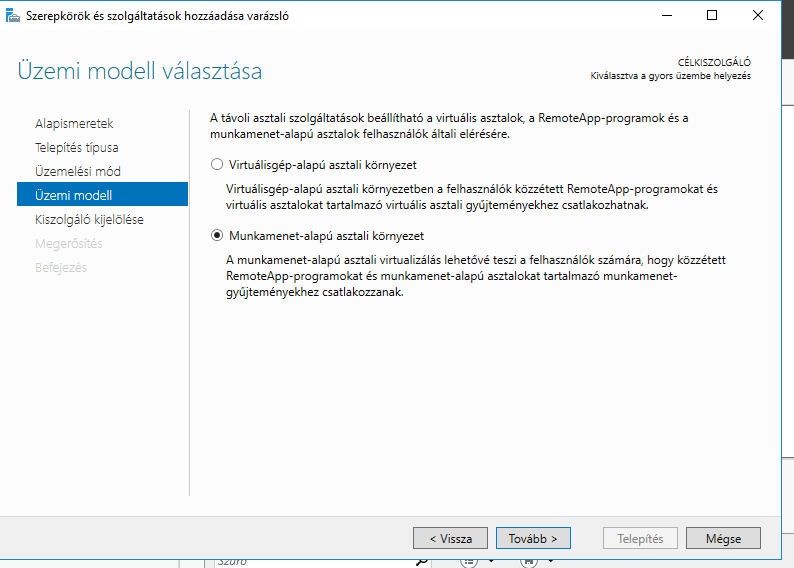 Szerepkörök és szolgáltatások hozzáadása varázsló
Üzemi modell választása
CÉLKISZOLGÁLÓ
Kiválasztva a gyors üzembe helyezés
Alapismeretek
Telepítés típusa
Üzemelési mód
Üzemi modell
Kiszolgáló kijelölése
Megerősítés
Befejezés
A távoli asztali szolgáltatások beállítható a virtuális asztalok, a RemoteApp-programok és a
munkamenet-alapú asztalok felhasználók általi elérésére.
Virtuálisgép-alapú asztali környezet
Virtuálisgép-alapú asztali környezetben a felhasználók közzétett RemoteApp-programokat és
virtuális asztalokat tartalmazó virtuális asztali gyűjteményekhez csatlakozhatnak.
Munkamenet-alapú asztali környezet
A munkamenet-alapú asztali virtualizálás lehetővé teszi a felhasználók számára, hogy közzétett
RemoteApp-programokat és munkamenet-alapú asztalokat tartalmazó munkamenet-
gyűjteményekhez csatlakozzanak.
< Vissza
Tovább >
Telepítés
Mégse
Szűrő